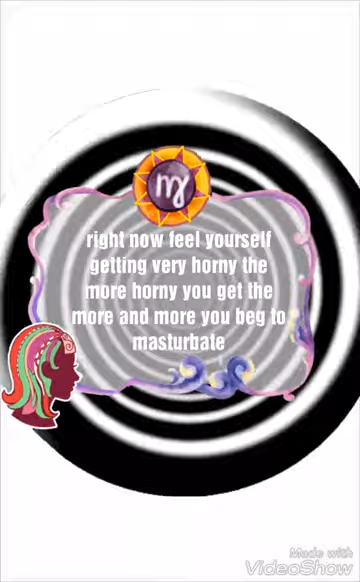 right now feel yourself
getting very horny the
more horny you get the
more and more you beg to
masturbate
Made with
VideoShow